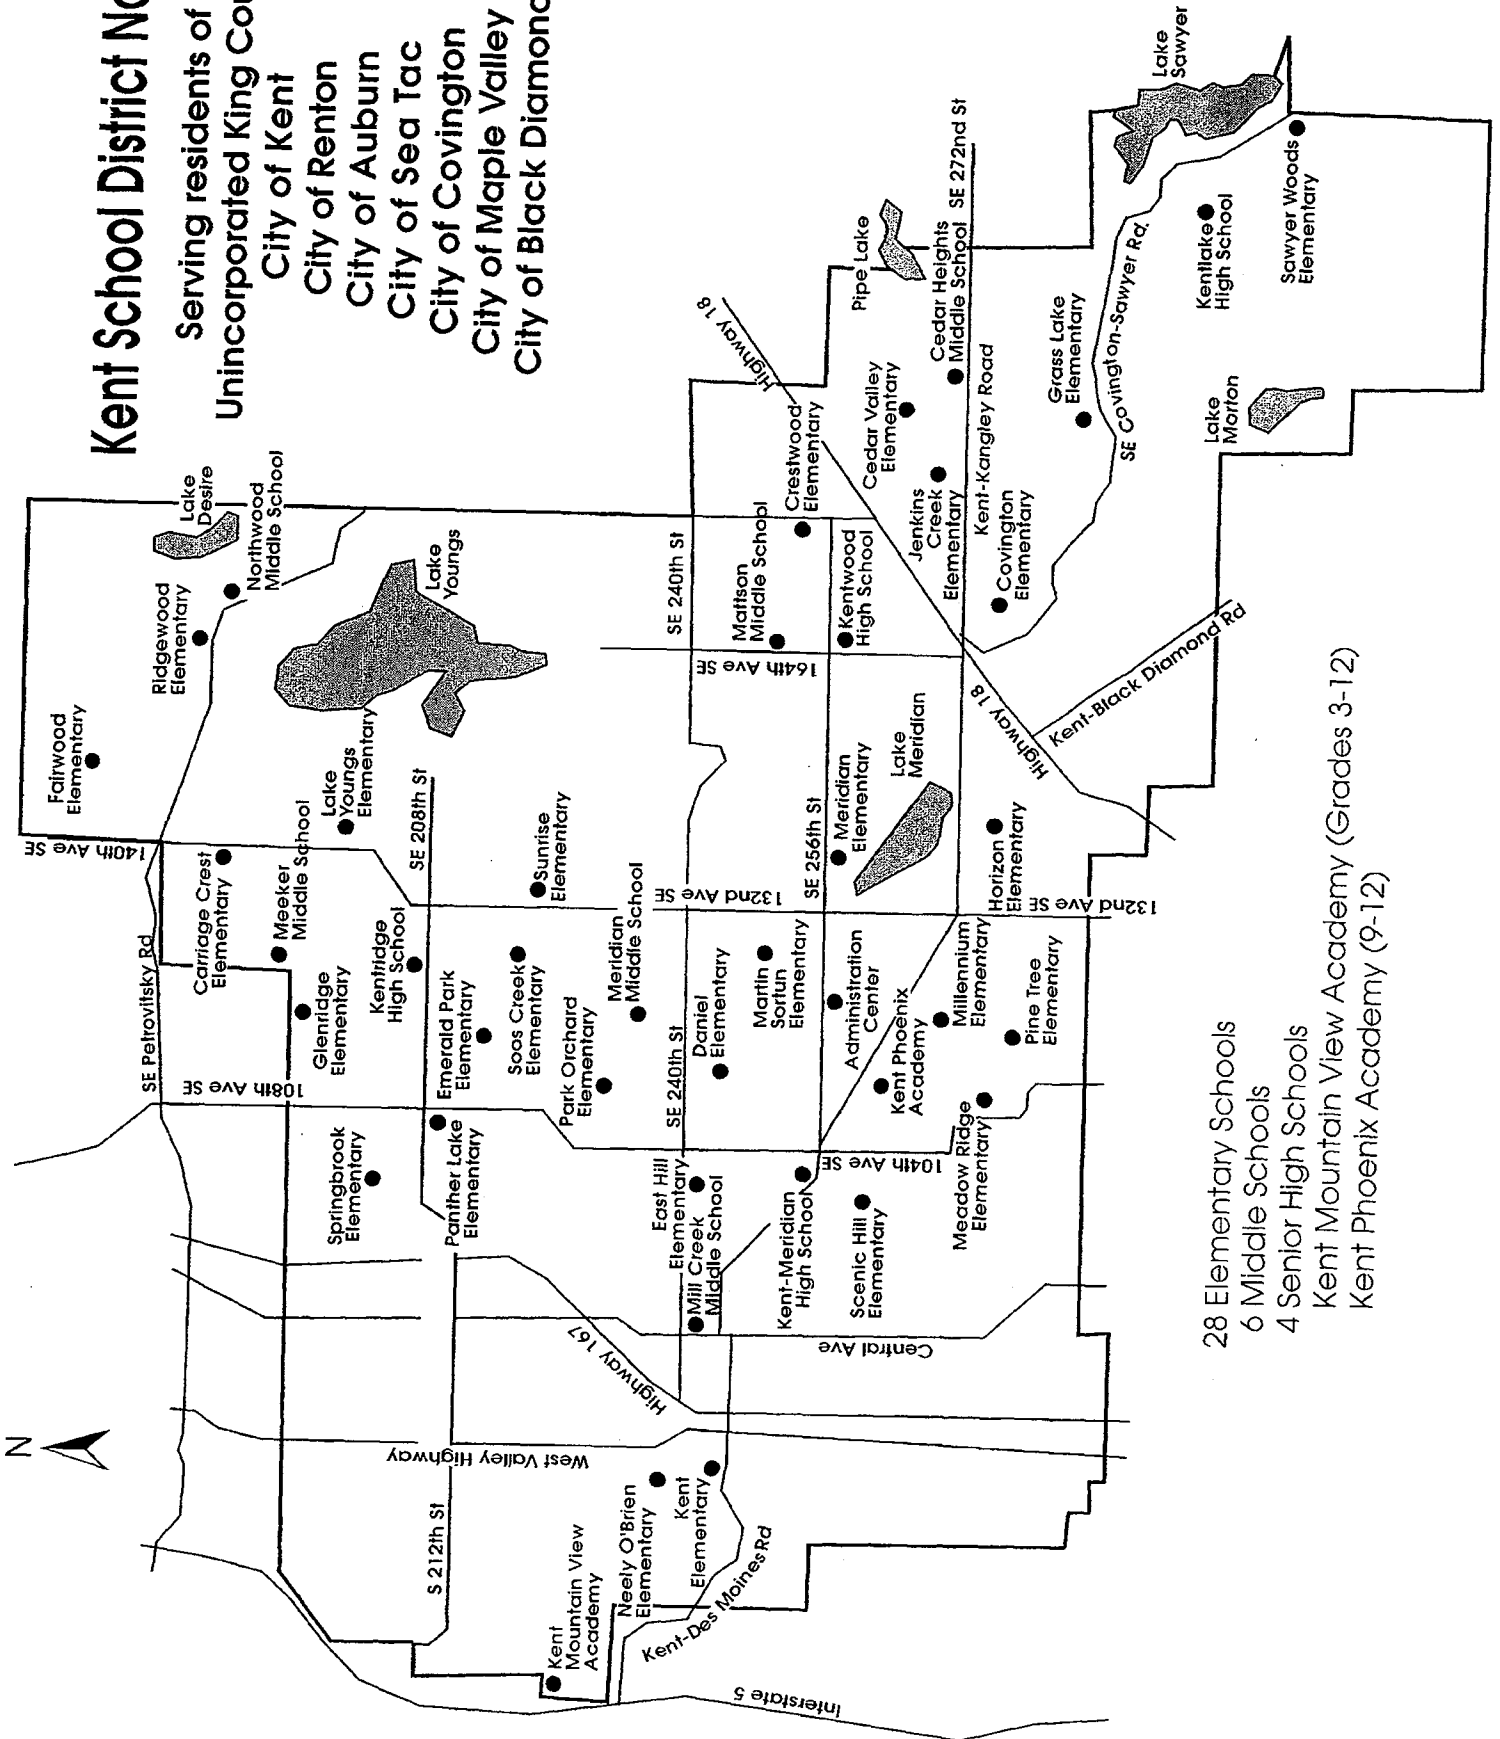 Kent School District No
Serving residents of
Unincorporated King Cou
City of Kent
City of Renton
City of Auburn
City of Sea Tac
City of Covington
City of Maple Valley
City of Black Diamond
N
Fairwood
Elementary
Ridgewood
Elementary
Lake
Desire
Northwood
Middle School
140th Ave SE
SE Petrovitsky Rd
Carriage Crest
Elementary
Meeker
Middle School
Lake
Youngs
Elementary
Lake
Youngs
108th Ave SE
Glenridge
Elementary
Kentridge
High School
SE 208th St
Springbrook
Elementary
Panther Lake
Elementary
Emerald Park
Elementary
Soos Creek
Elementary
Sunrise
Elementary
S 212th St
West Valley Highway
Highway 167
Park Orchard
Elementary
Meridian
Middle School
132nd Ave SE
SE 240th St
164th Ave SE
Kent
Mountain View
Academy
Neely O'Brien
Elementary
Kent
Elementary
Kent-Des Moines Rd
Interstate 5
East Hill
Elementary
Mill Creek
Middle School
SE 240th St
Daniel
Elementary
Martin
Sortun
Elementary
Mattson
Middle School
Crestwood
Elementary
Highway 18
Kent-Meridian
High School
Central Ave
Scenic Hill
Elementary
104th Ave SE
Administration
Center
SE 256th St
Meridian
Elementary
Lake
Meridian
Kentwood
High School
Pipe Lake
Cedar Valley
Elementary
Cedar Heights
Middle School
SE 272nd St
Jenkins
Creek
Elementary
Kent-Kangley Road
Covington
Elementary
Grass Lake
Elementary
SE Covington-Sawyer Rd.
Lake
Sawyer
Kentlake
High School
Sawyer Woods
Elementary
Lake
Morton
Kent Phoenix
Academy
Millennium
Elementary
Meadow Ridge
Elementary
Pine Tree
Elementary
Horizon
Elementary
132nd Ave SE
Highway 18
Kent-Black Diamond Rd
28 Elementary Schools
6 Middle Schools
4 Senior High Schools
Kent Mountain View Academy (Grades 3-12)
Kent Phoenix Academy (9-12)